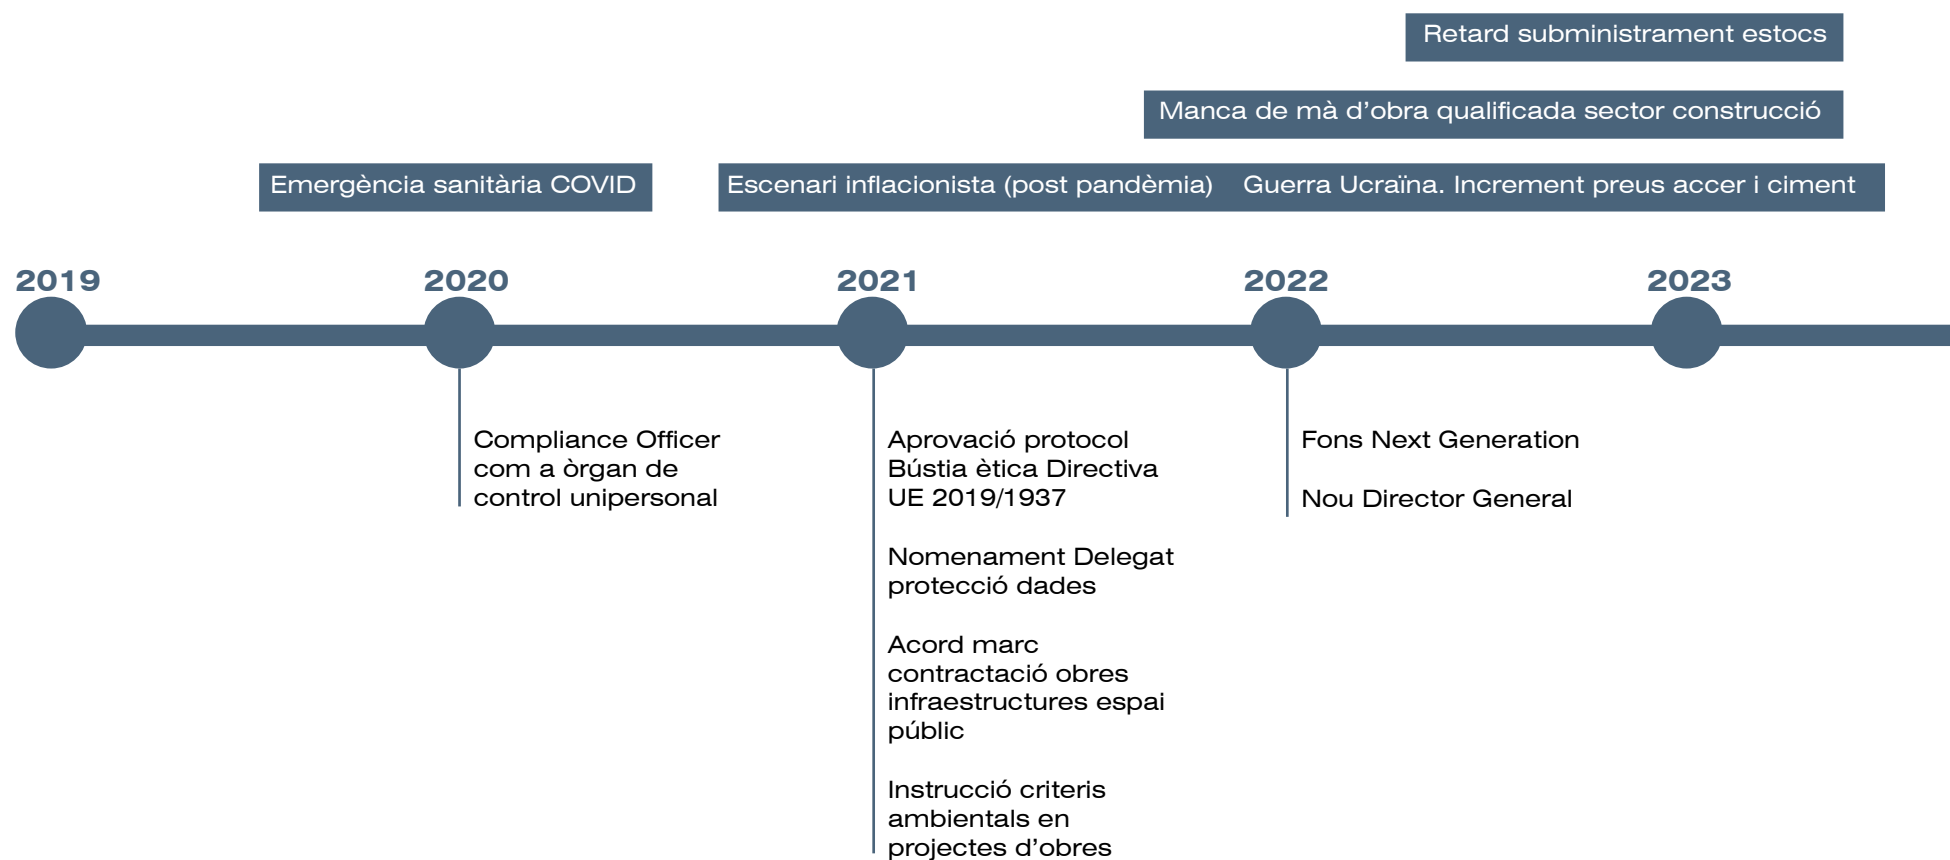 Retard subministrament estocs
Manca de mà d’obra qualificada sector construcció
Emergència sanitària COVID
Escenari inflacionista (post pandèmia)
Guerra Ucraïna. Increment preus accer i ciment
2019
2020
2021
2022
2023
Compliance Officer
com a òrgan de
control unipersonal
Aprovació protocol
Bústia ètica Directiva
UE 2019/1937
Nomenament Delegat
protecció dades
Acord marc
contractació obres
infraestructures espai
públic
Instrucció criteris
ambientals en
projectes d’obres
Fons Next Generation
Nou Director General